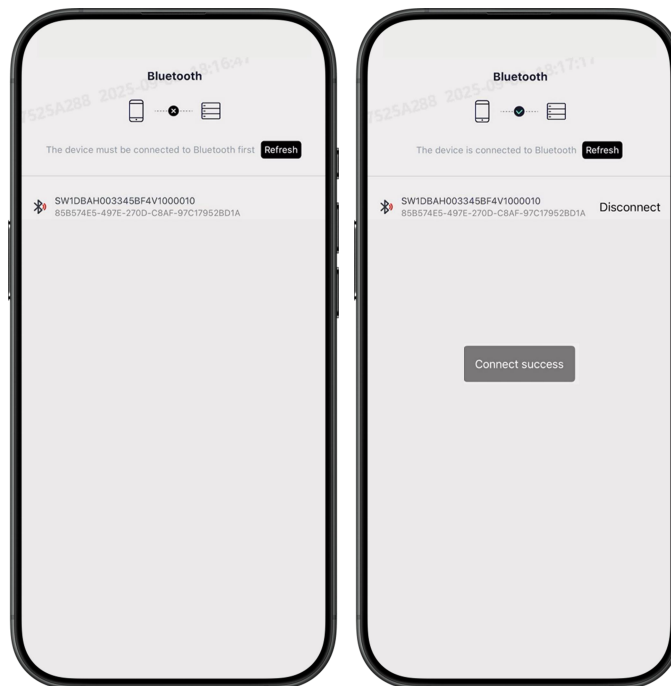 Bluetooth
The device must be connected to Bluetooth first Refresh
SW1DBAH003345BF4V1000010
85B574E5-497E-270D-C8AF-97C17952BD1A
Bluetooth
The device is connected to Bluetooth Refresh
SW1DBAH003345BF4V1000010
85B574E5-497E-270D-C8AF-97C17952BD1A
Disconnect
Connect success